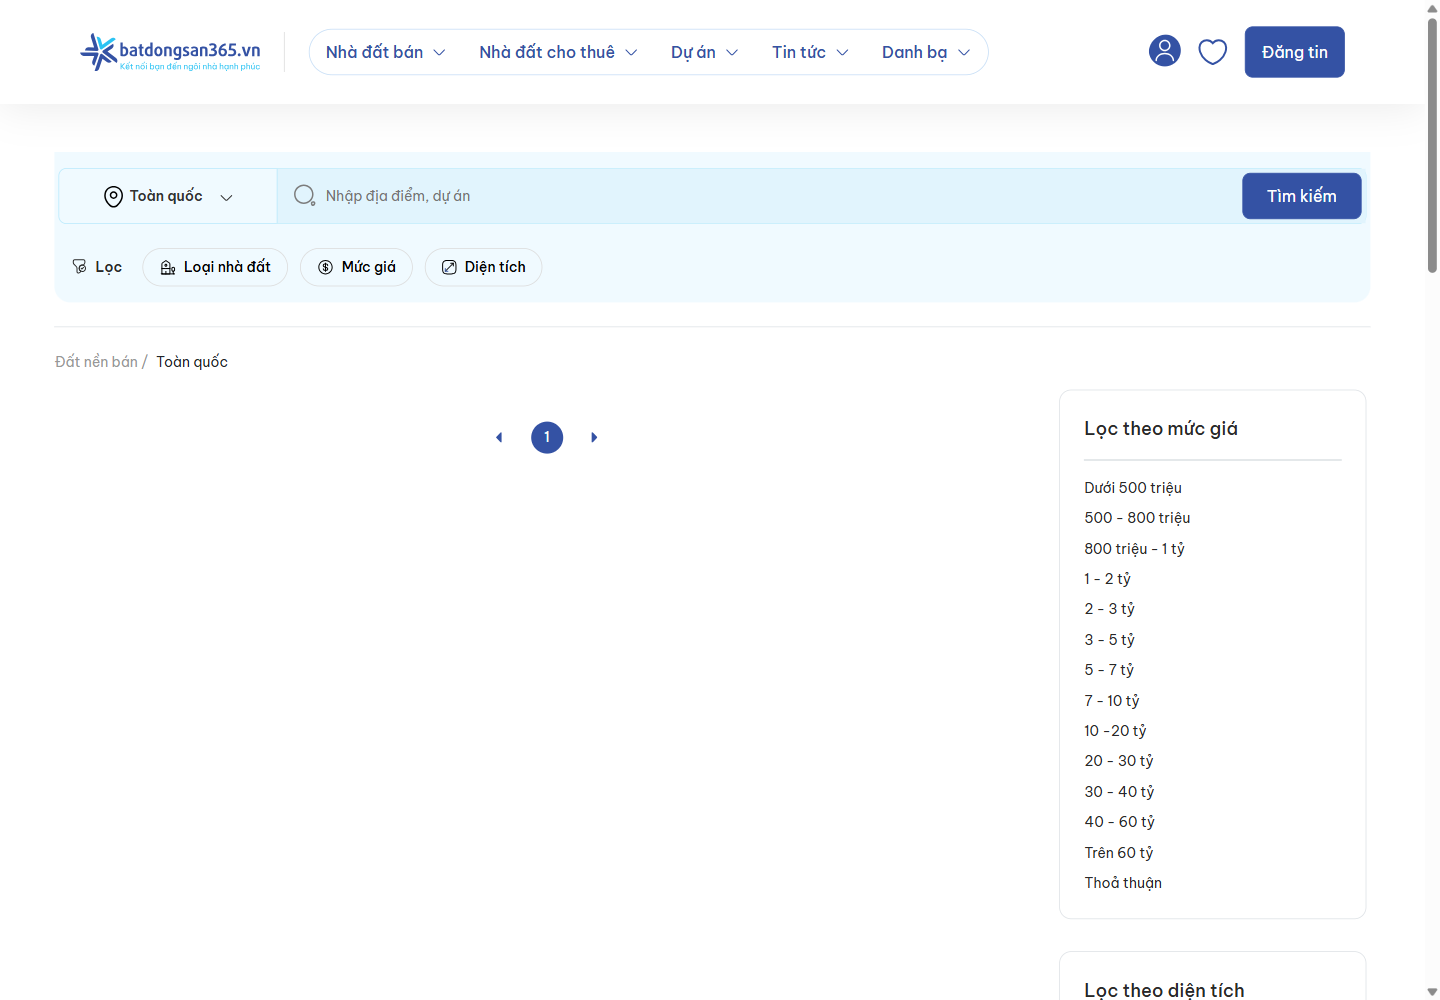 batdongsan365.vn
Kết nối bạn đến ngôi nhà hạnh phúc
Nhà đất bán
Nhà đất cho thuê
Dự án
Tin tức
Danh bạ
Đăng tin
Toàn quốc
Nhập địa điểm, dự án
Tìm kiếm
Lọc
Loại nhà đất
Mức giá
Diện tích
Đất nền bán / Toàn quốc
1
Lọc theo mức giá
Dưới 500 triệu
500 - 800 triệu
800 triệu - 1 tỷ
1 - 2 tỷ
2 - 3 tỷ
3 - 5 tỷ
5 - 7 tỷ
7 - 10 tỷ
10 -20 tỷ
20 - 30 tỷ
30 - 40 tỷ
40 - 60 tỷ
Trên 60 tỷ
Thoả thuận
Lọc theo diện tích